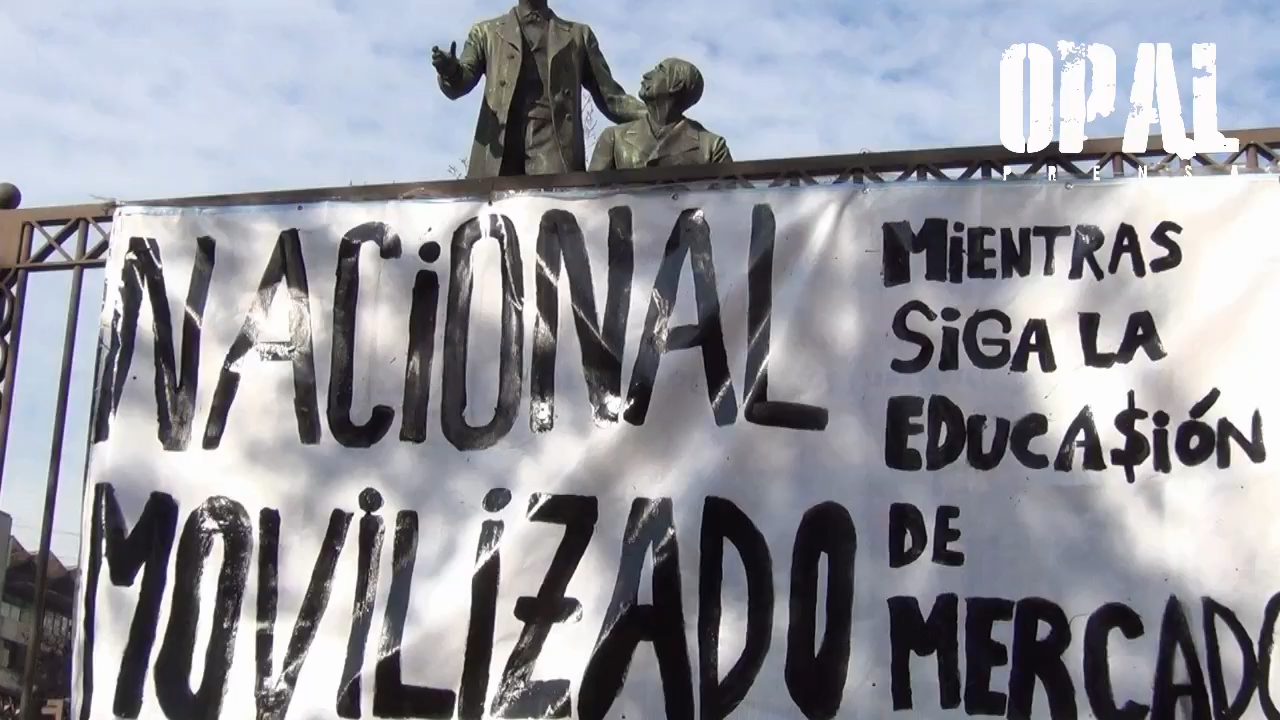 OPAL
PRENSA
NACiONAL
MOViLiZADO
MiENTRAS
SiGA LA
EDUCA$iÓN
DE
MERCADO